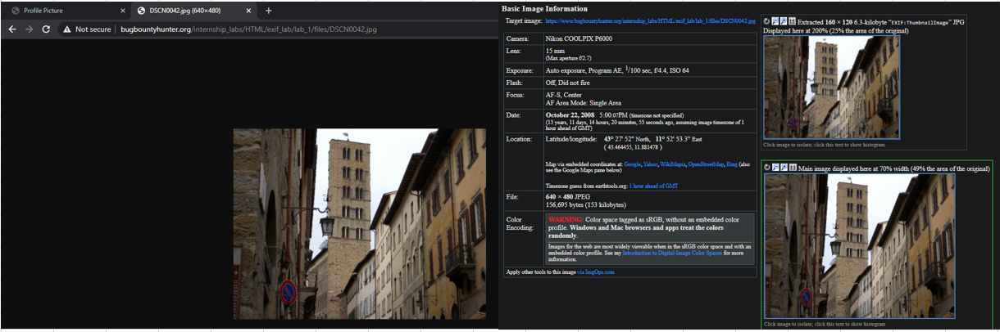 Profile Picture
DSCN0042.jpg (640×480)
Not secure | bugbountyhunter.org/internship_labs/HTML/exif_lab/lab_1/files/DSCN0042.jpg
Basic Image Information
Target image: https://www.bugbountyhunter.org/internship_labs/HTML/exif_lab/lab_1/files/DSCN0042.jpg
Camera: Nikon COOLPIX P6000
Lens: 15 mm
(Max aperture f/2.7)
Exposure: Auto exposure, Program AE, 1/100 sec, f/4.4, ISO 64
Flash: Off, Did not fire
Focus: AF-S, Center
AF Area Mode: Single Area
Date: October 22, 2008 5:00:07PM (timezone not specified)
(13 years, 11 days, 14 hours, 20 minutes, 53 seconds ago, assuming image timezone of 1
hour ahead of GMT)
Location: Latitude/longitude: 43° 27' 52" North, 11° 52' 53.3" East
( 43.464455, 11.881478 )
Map via embedded coordinates at: Google, Yahoo, WikiMapia, OpenStreetMap, Bing (also
see the Google Maps pane below)
Timezone guess from earthtools.org: 1 hour ahead of GMT
File: 640 × 480 JPEG
156,695 bytes (153 kilobytes)
Color
Encoding:
WARNING: Color space tagged as sRGB, without an embedded color
profile. Windows and Mac browsers and apps treat the colors
randomly.
Images for the web are most widely viewable when in the sRGB color space and with an
embedded color profile. See my Introduction to Digital-Image Color Spaces for more
information.
Apply other tools to this image via ImgOps.com
Extracted 160 × 120 6.3-kilobyte “EXIF:ThumbnailImage” JPG
Displayed here at 200% (25% the area of the original)
Click image to isolate; click this text to show histogram
Main image displayed here at 70% width (49% the area of the original)
Click image to isolate; click this text to show histogram